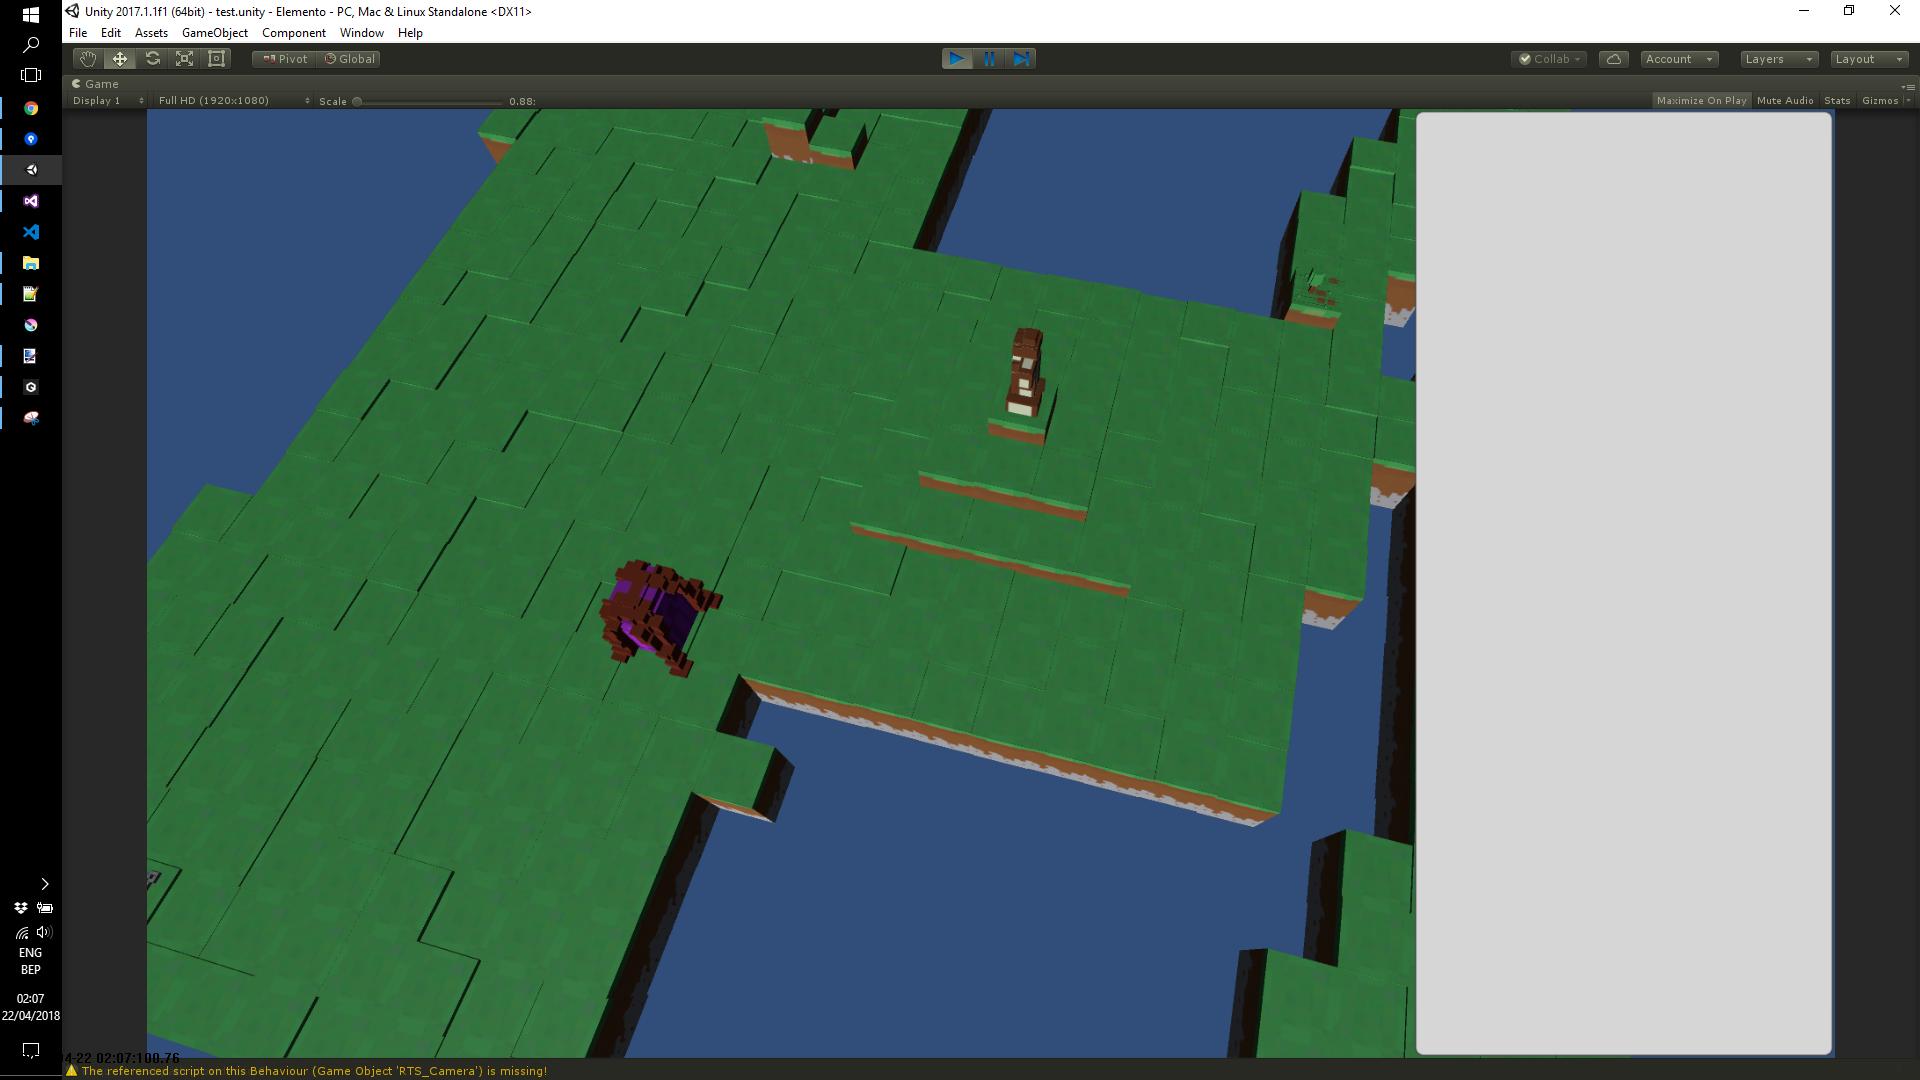 Unity 2017.1.1f1 (64bit) - test.unity - Elemento - PC, Mac & Linux Standalone <DX11>
File Edit Assets GameObject Component Window Help
Pivot Global Collab Account Layers Layout
Game
Display 1 Full HD (1920x1080) Scale 0.88: Maximize On Play Mute Audio Stats Gizmos
ENG
BEP
02:07
22/04/2018
4-22 02:07:100.76
The referenced script on this Behaviour (Game Object 'RTS_Camera') is missing!